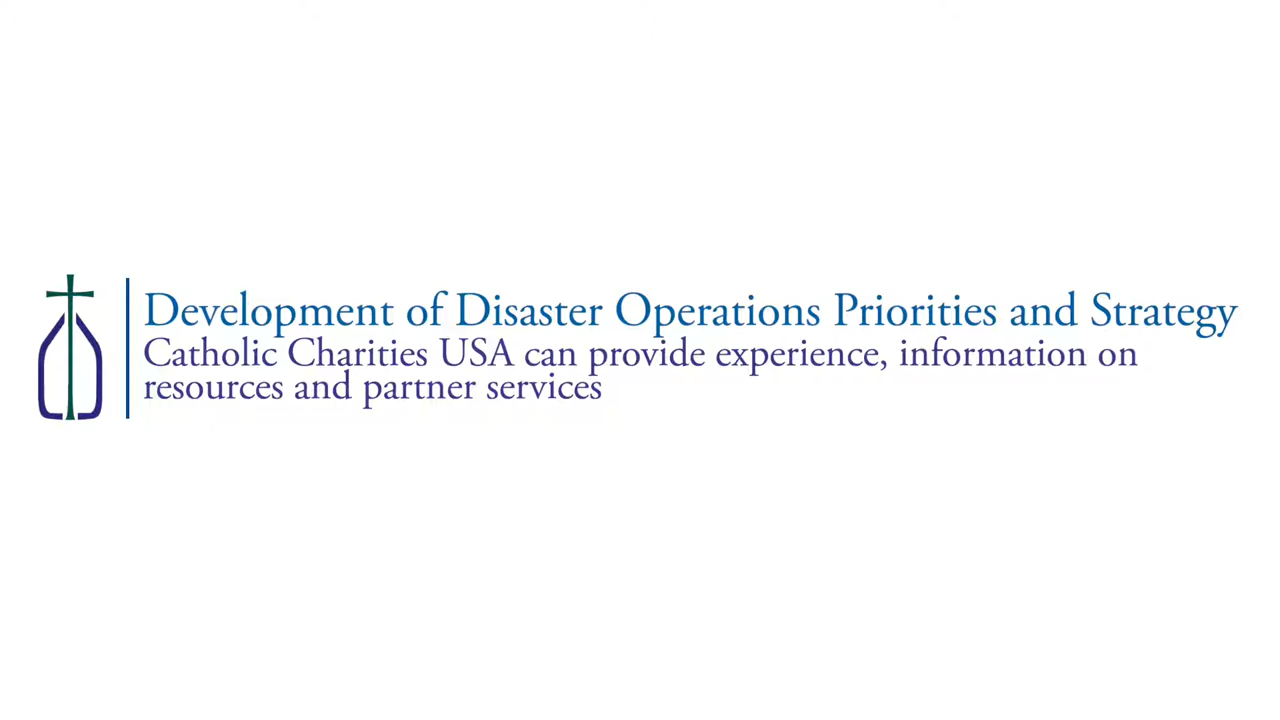 Development of Disaster Operations Priorities and Strategy
Catholic Charities USA can provide experience, information on
resources and partner services